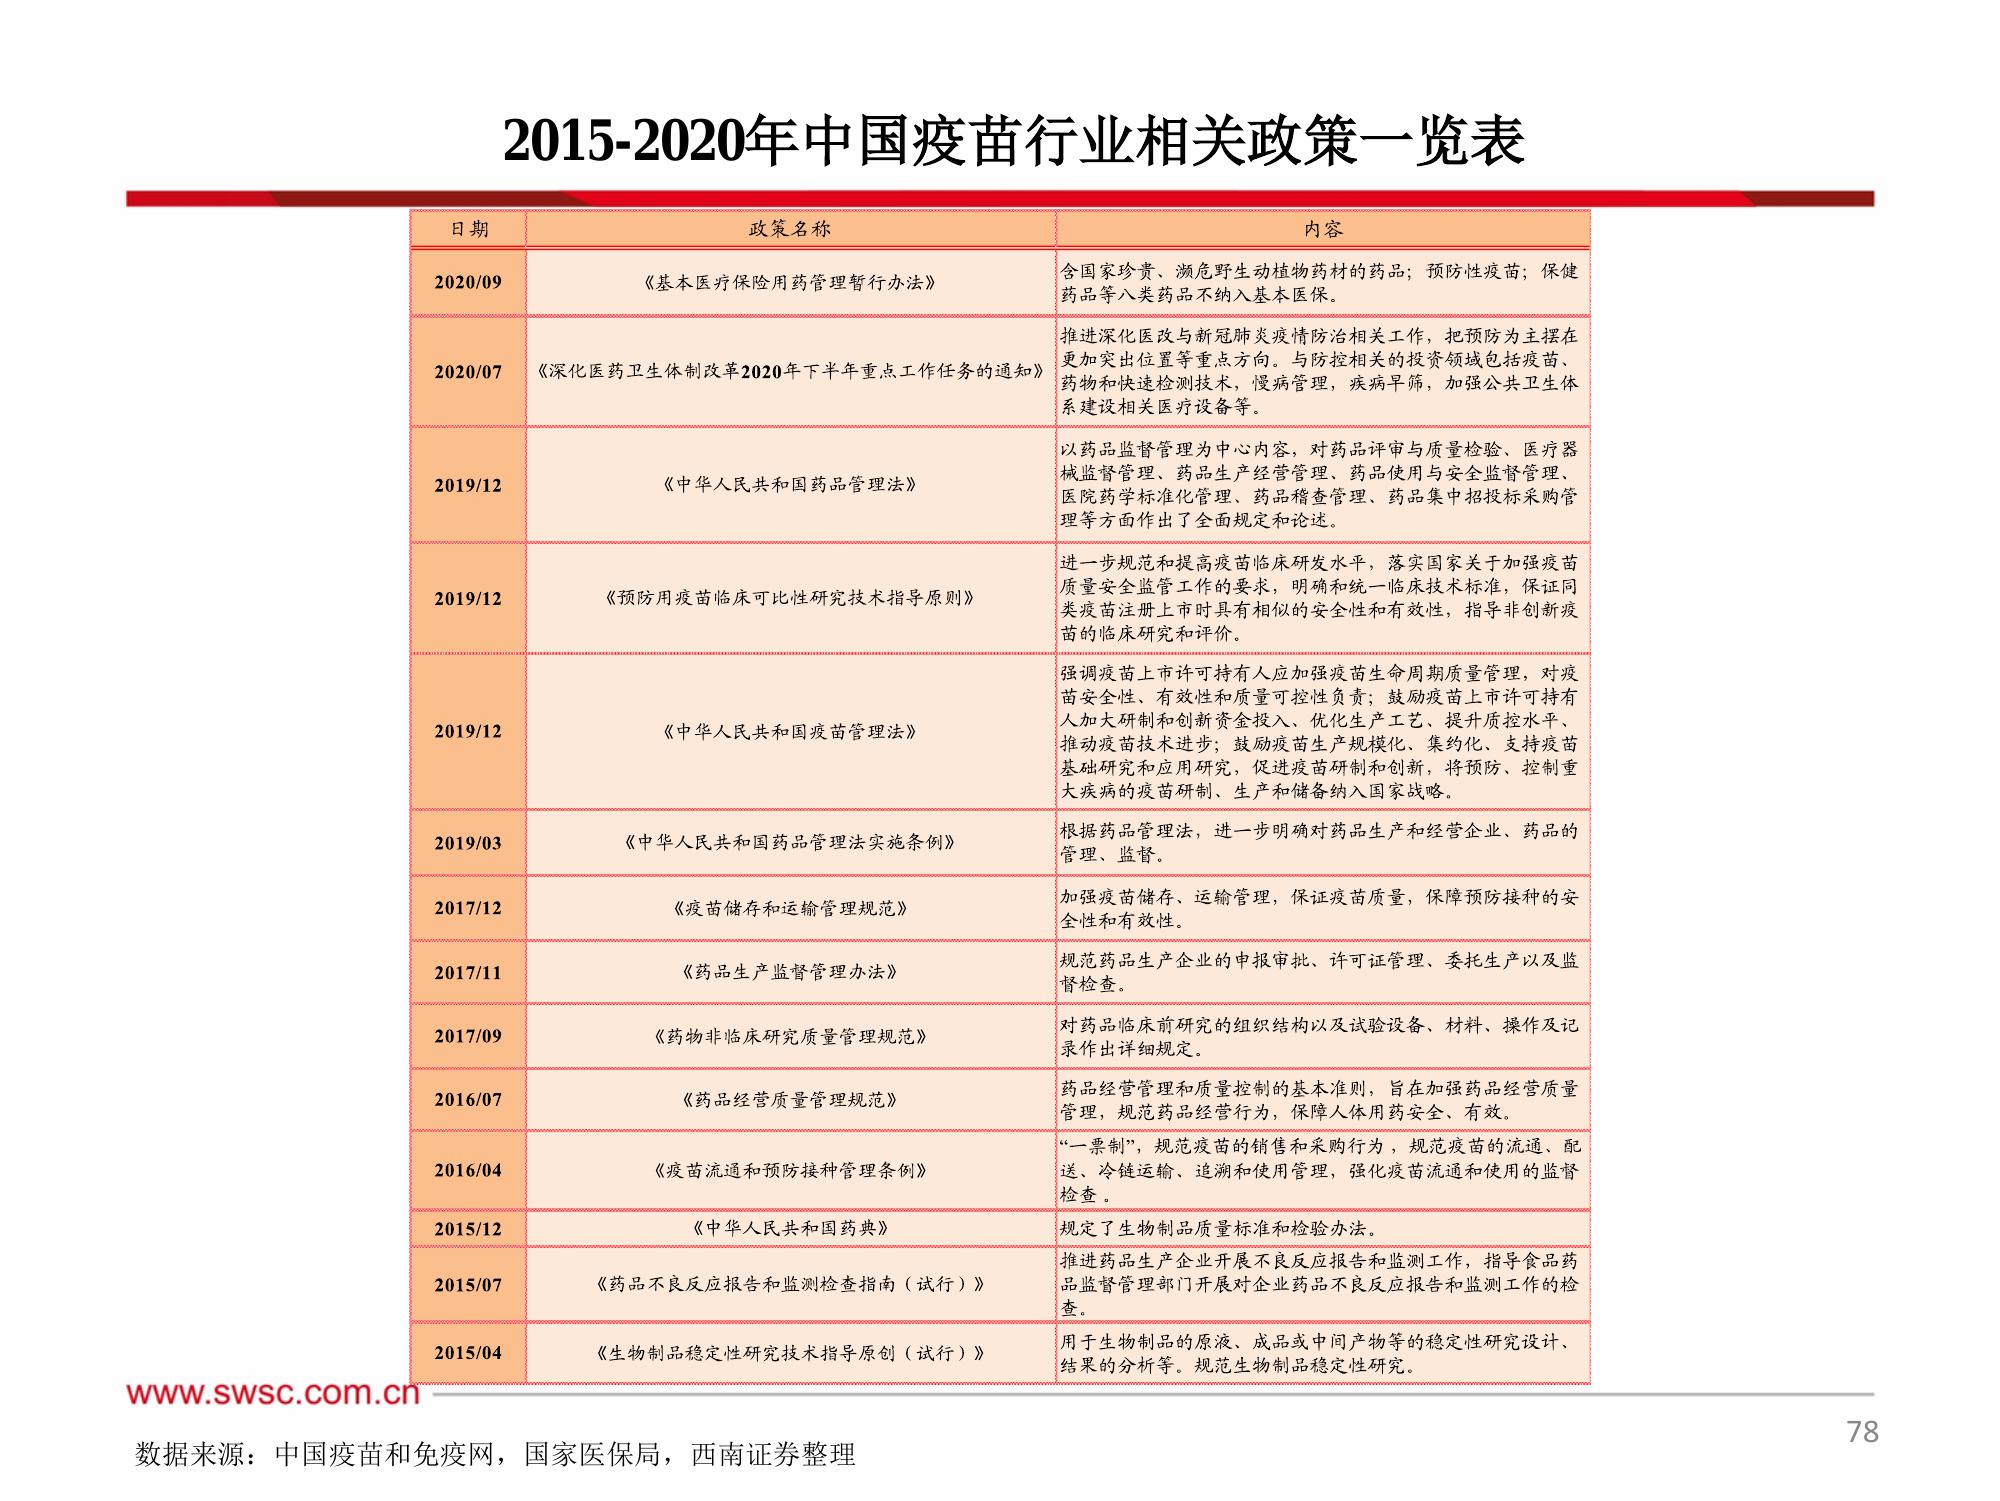 2015-2020年中国疫苗行业相关政策一览表
日期 政策名称 内容
2020/09 《基本医疗保险用药管理暂行办法》
含国家珍贵、濒危野生动植物药材的药品；预防性疫苗；保健
药品等八类药品不纳入基本医保。
2020/07 《深化医药卫生体制改革2020年下半年重点工作任务的通知》
推进深化医改与新冠肺炎疫情防治相关工作，把预防为主摆在
更加突出位置等重点方向。与防控相关的投资领域包括疫苗、
药物和快速检测技术，慢病管理，疾病早筛，加强公共卫生体
系建设相关医疗设备等。
2019/12 《中华人民共和国药品管理法》
以药品监督管理为中心内容，对药品评审与质量检验、医疗器
械监督管理、药品生产经营管理、药品使用与安全监督管理、
医院药学标准化管理、药品稽查管理、药品集中招投标采购管
理等方面作出了全面规定和论述。
2019/12 《预防用疫苗临床可比性研究技术指导原则》
进一步规范和提高疫苗临床研发水平，落实国家关于加强疫苗
质量安全监管工作的要求，明确和统一临床技术标准，保证同
类疫苗注册上市时具有相似的安全性和有效性，指导非创新疫
苗的临床研究和评价。
2019/12 《中华人民共和国疫苗管理法》
强调疫苗上市许可持有人应加强疫苗生命周期质量管理，对疫
苗安全性、有效性和质量可控性负责；鼓励疫苗上市许可持有
人加大研制和创新资金投入、优化生产工艺、提升质控水平、
推动疫苗技术进步；鼓励疫苗生产规模化、集约化、支持疫苗
基础研究和应用研究，促进疫苗研制和创新，将预防、控制重
大疾病的疫苗研制、生产和储备纳入国家战略。
2019/03 《中华人民共和国药品管理法实施条例》
根据药品管理法，进一步明确对药品生产和经营企业、药品的
管理、监督。
2017/12 《疫苗储存和运输管理规范》
加强疫苗储存、运输管理，保证疫苗质量，保障预防接种的安
全性和有效性。
2017/11 《药品生产监督管理办法》
规范药品生产企业的申报审批、许可证管理、委托生产以及监
督检查。
2017/09 《药物非临床研究质量管理规范》
对药品临床前研究的组织结构以及试验设备、材料、操作及记
录作出详细规定。
2016/07 《药品经营质量管理规范》
药品经营管理和质量控制的基本准则，旨在加强药品经营质量
管理，规范药品经营行为，保障人体用药安全、有效。
2016/04 《疫苗流通和预防接种管理条例》
“一票制”，规范疫苗的销售和采购行为 ，规范疫苗的流通、配
送、冷链运输、追溯和使用管理，强化疫苗流通和使用的监督
检查 。
2015/12 《中华人民共和国药典》 规定了生物制品质量标准和检验办法。
2015/07 《药品不良反应报告和监测检查指南（试行）》
推进药品生产企业开展不良反应报告和监测工作，指导食品药
品监督管理部门开展对企业药品不良反应报告和监测工作的检
查。
2015/04 《生物制品稳定性研究技术指导原创（试行）》
用于生物制品的原液、成品或中间产物等的稳定性研究设计、
结果的分析等。规范生物制品稳定性研究。
www.swsc.com.cn
78
数据来源：中国疫苗和免疫网，国家医保局，西南证券整理